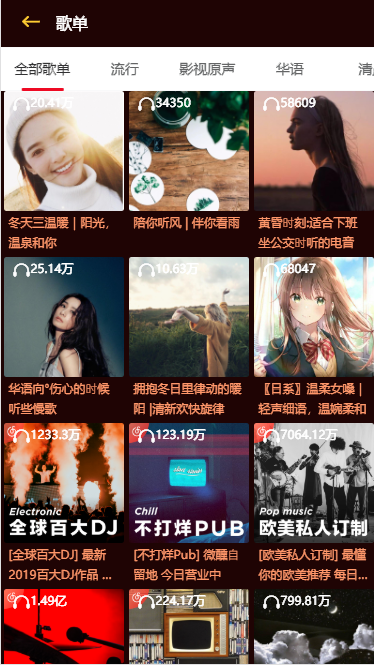 歌单
全部歌单 流行 影视原声 华语
20.41万 34350 58609
冬天三温暖 | 阳光，
温泉和你
陪你听风 | 伴你看雨
黄昏时刻:适合下班
坐公交时听的电音
25.14万 10.63万 68047
华语向°伤心的时候
听些慢歌
拥抱冬日里律动的暖
阳 |清新欢快旋律
〖日系〗温柔女嗓 |
轻声细语，温婉柔和
1233.3万 123.19万 7064.12万
Electronic
全球百大DJ
Chill
不打烊PUB
Pop music
欧美私人订制
[全球百大DJ] 最新
2019百大DJ作品 ...
[不打烊Pub] 微醺自
留地 今日营业中
[欧美私人订制] 最懂
你的欧美推荐 每日...
1.49亿 224.17万 799.81万